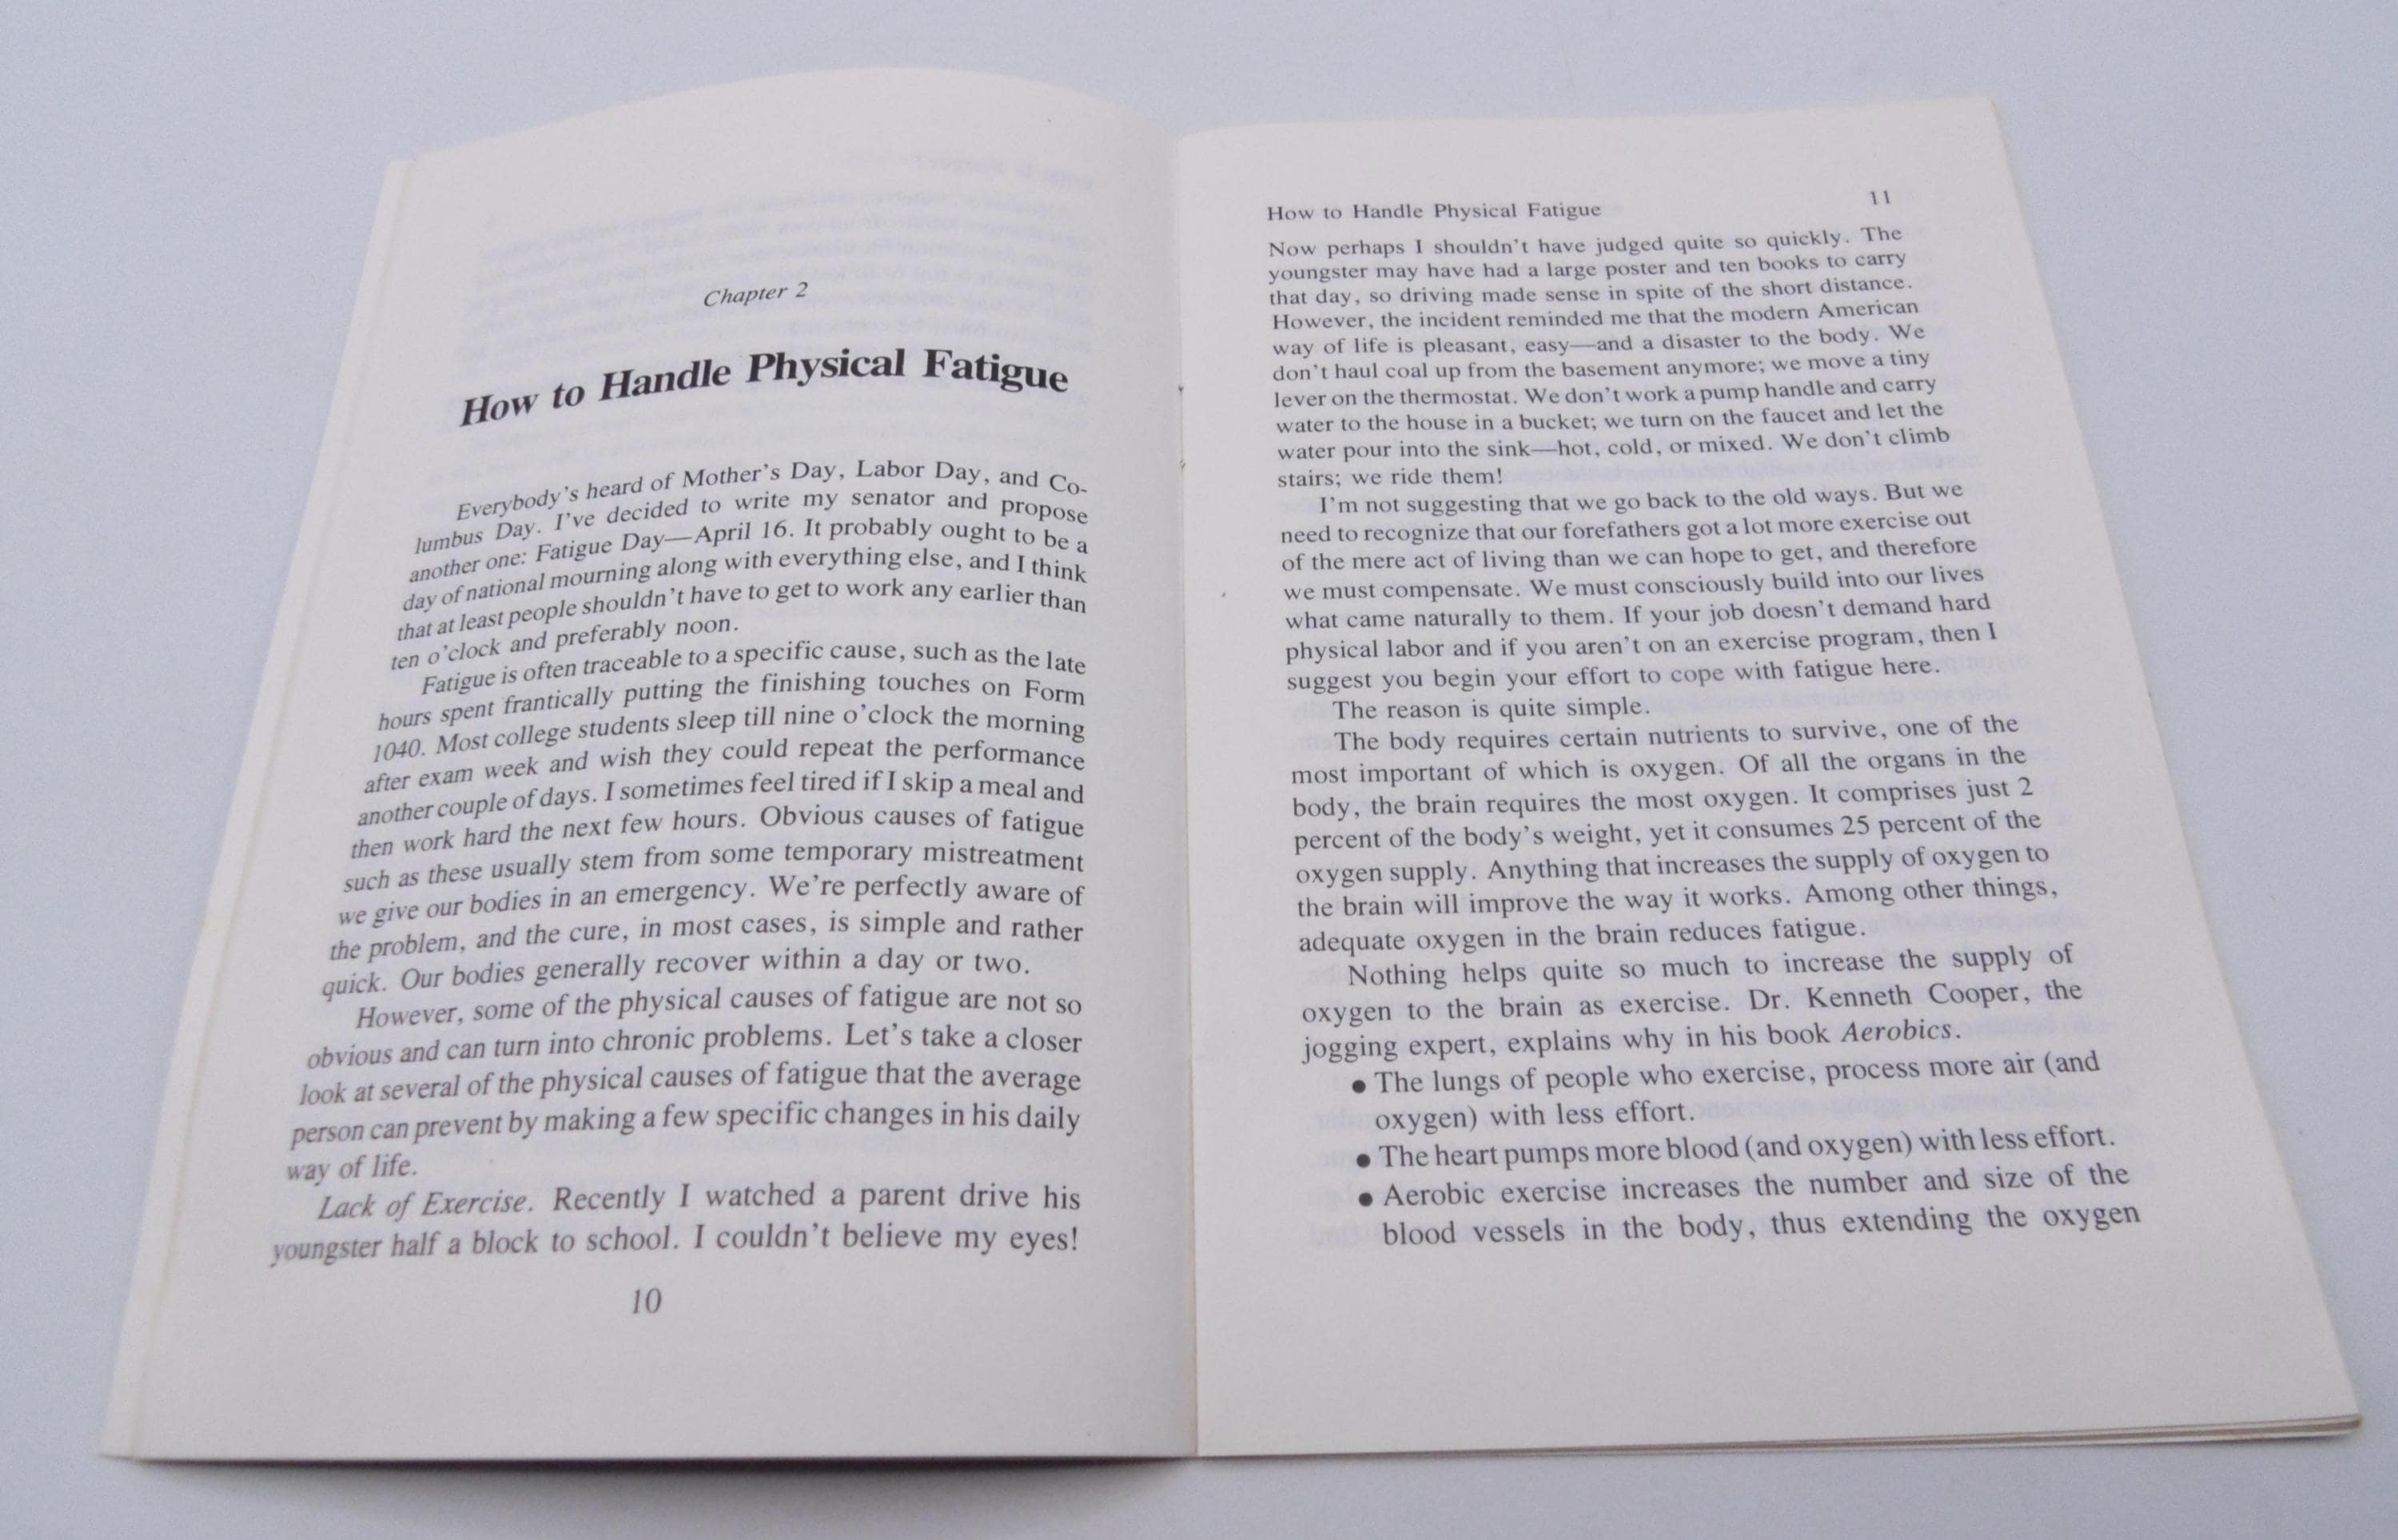 Chapter 2
How to Handle Physical Fatigue
Everybody's heard of Mother's Day, Labor Day, and Co-
lumbus Day. I've decided to write my senator and propose
another one: Fatigue Day—April 16. It probably ought to be a
day of national mourning along with everything else, and I think
that at least people shouldn't have to get to work any earlier than
ten o'clock and preferably noon.
Fatigue is often traceable to a specific cause, such as the late
hours spent frantically putting the finishing touches on Form
1040. Most college students sleep till nine o'clock the morning
after exam week and wish they could repeat the performance
another couple of days. I sometimes feel tired if I skip a meal and
then work hard the next few hours. Obvious causes of fatigue
such as these usually stem from some temporary mistreatment
we give our bodies in an emergency. We're perfectly aware of
the problem, and the cure, in most cases, is simple and rather
quick. Our bodies generally recover within a day or two.
However, some of the physical causes of fatigue are not so
obvious and can turn into chronic problems. Let's take a closer
look at several of the physical causes of fatigue that the average
person can prevent by making a few specific changes in his daily
way of life.
Lack of Exercise. Recently I watched a parent drive his
youngster half a block to school. I couldn't believe my eyes!
10
How to Handle Physical Fatigue 11
Now perhaps I shouldn't have judged quite so quickly. The
youngster may have had a large poster and ten books to carry
that day, so driving made sense in spite of the short distance.
However, the incident reminded me that the modern American
way of life is pleasant, easy—and a disaster to the body. We
don't haul coal up from the basement anymore; we move a tiny
lever on the thermostat. We don't work a pump handle and carry
water to the house in a bucket; we turn on the faucet and let the
water pour into the sink—hot, cold, or mixed. We don't climb
stairs; we ride them!
I'm not suggesting that we go back to the old ways. But we
need to recognize that our forefathers got a lot more exercise out
of the mere act of living than we can hope to get, and therefore
we must compensate. We must consciously build into our lives
what came naturally to them. If your job doesn't demand hard
physical labor and if you aren't on an exercise program, then I
suggest you begin your effort to cope with fatigue here.
The reason is quite simple.
The body requires certain nutrients to survive, one of the
most important of which is oxygen. Of all the organs in the
body, the brain requires the most oxygen. It comprises just 2
percent of the body's weight, yet it consumes 25 percent of the
oxygen supply. Anything that increases the supply of oxygen to
the brain will improve the way it works. Among other things,
adequate oxygen in the brain reduces fatigue.
Nothing helps quite so much to increase the supply of
oxygen to the brain as exercise. Dr. Kenneth Cooper, the
jogging expert, explains why in his book Aerobics.
• The lungs of people who exercise, process more air (and
oxygen) with less effort.
• The heart pumps more blood (and oxygen) with less effort.
• Aerobic exercise increases the number and size of the
blood vessels in the body, thus extending the oxygen